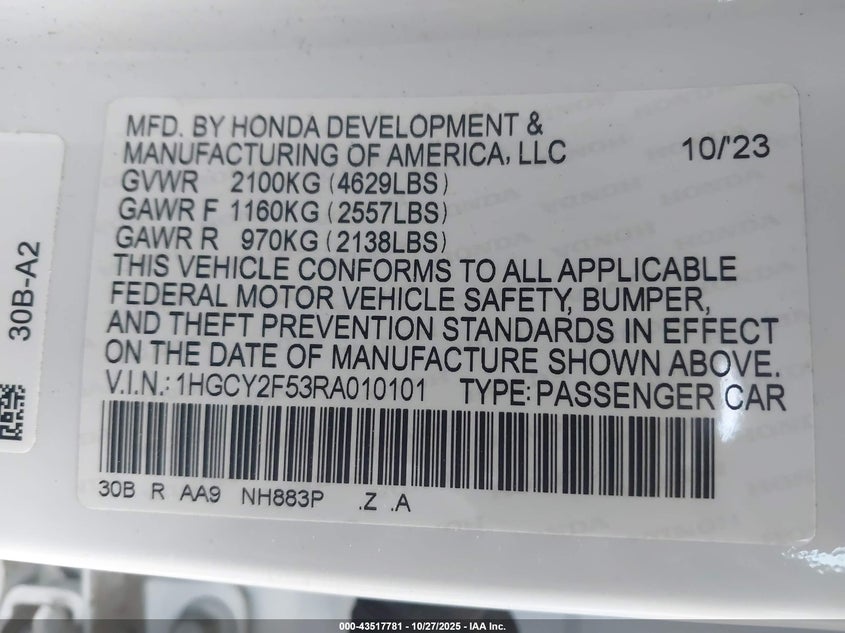 MFD. BY HONDA DEVELOPMENT &
MANUFACTURING OF AMERICA, LLC 10/'23
GVWR 2100KG (4629LBS)
GAWR F 1160KG (2557LBS)
GAWR R 970KG (2138LBS)
THIS VEHICLE CONFORMS TO ALL APPLICABLE
FEDERAL MOTOR VEHICLE SAFETY, BUMPER,
AND THEFT PREVENTION STANDARDS IN EFFECT
ON THE DATE OF MANUFACTURE SHOWN ABOVE.
V.I.N.: 1HGCY2F53RA010101 TYPE: PASSENGER CAR
30B R AA9 NH883P .Z .A
30B-A2
000-43517781 | 10/27/2025 - IAA Inc.